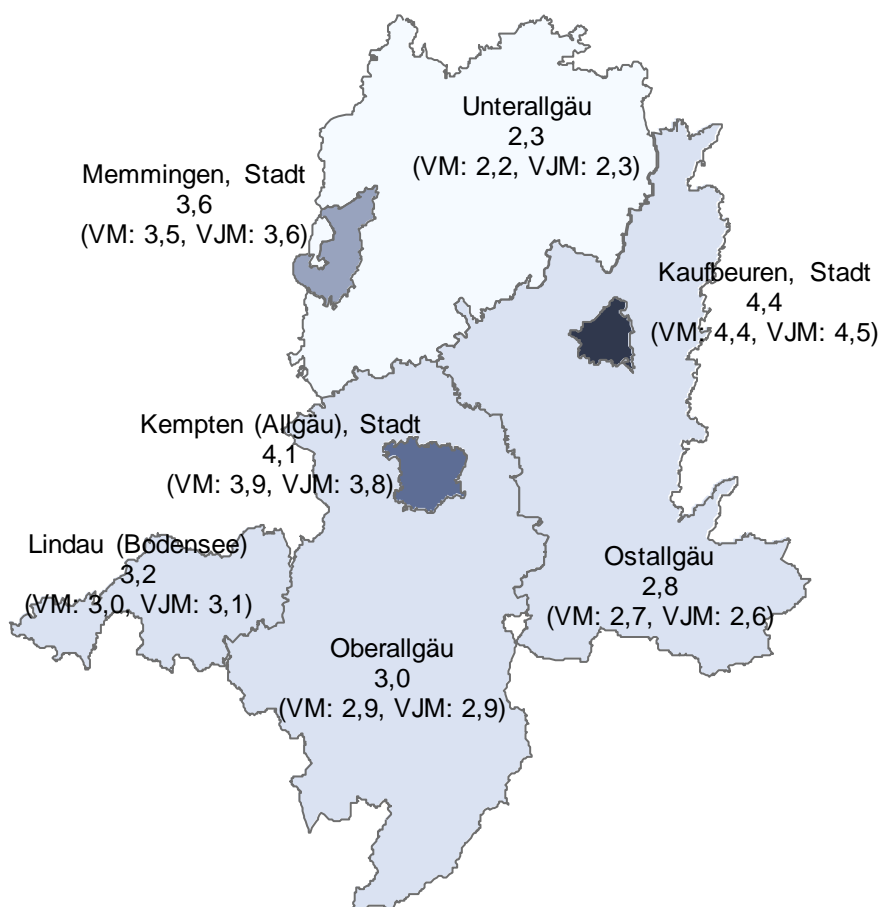 Unterallgäu
2,3
(VM: 2,2, VJM: 2,3)
Memmingen, Stadt
3,6
(VM: 3,5, VJM: 3,6)
Kaufbeuren, Stadt
4,4
(VM: 4,4, VJM: 4,5)
Kempten (Allgäu), Stadt
4,1
(VM: 3,9, VJM: 3,8)
Lindau (Bodensee)
3,2
(VM: 3,0, VJM: 3,1)
Ostallgäu
2,8
(VM: 2,7, VJM: 2,6)
Oberallgäu
3,0
(VM: 2,9, VJM: 2,9)